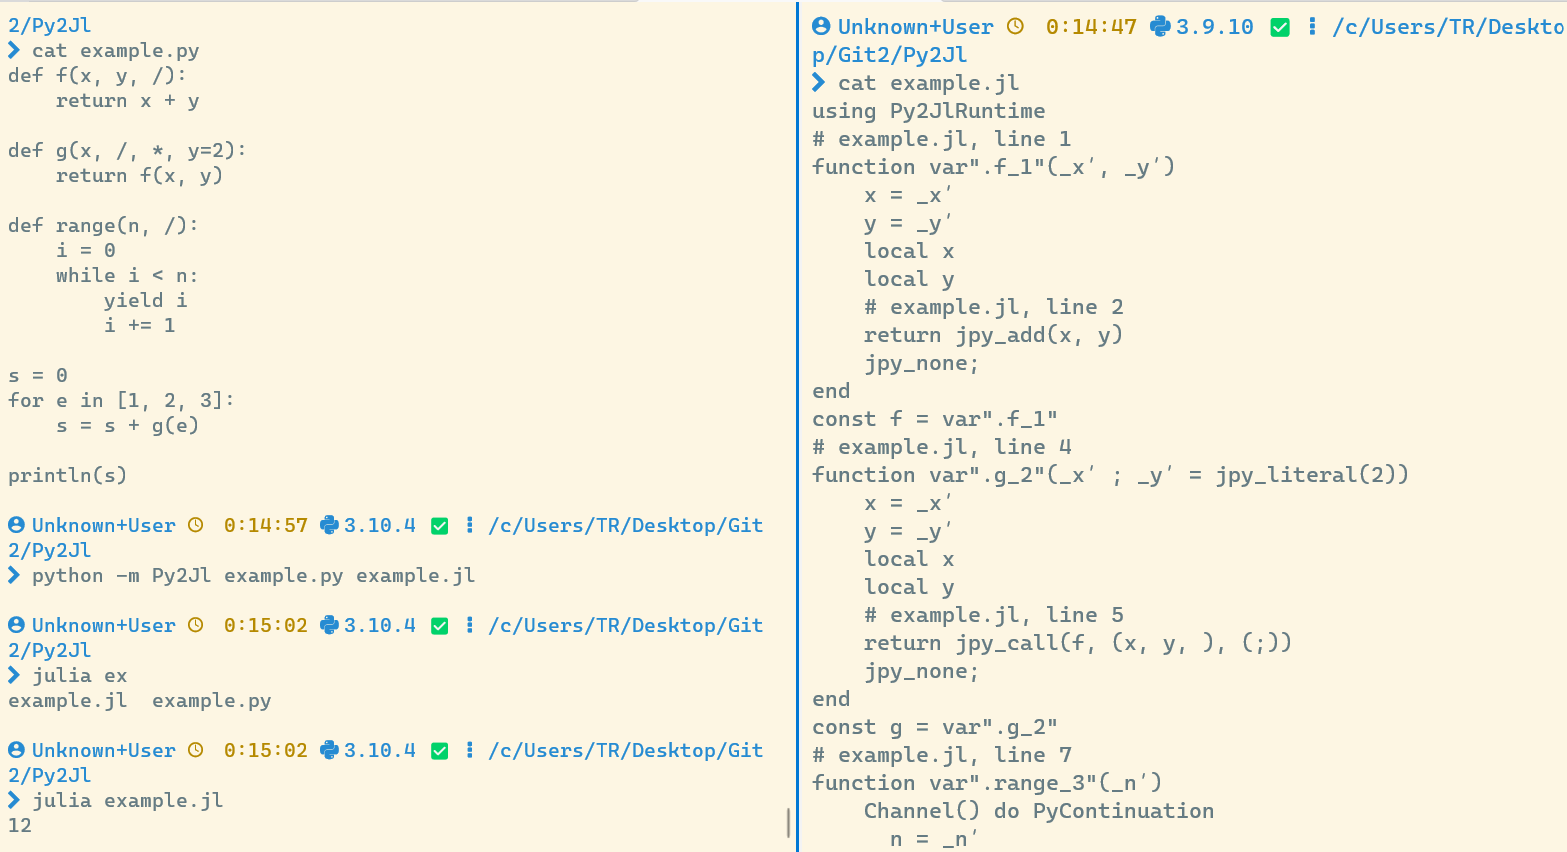 2/Py2Jl
❯ cat example.py
def f(x, y, /):
    return x + y

def g(x, /, *, y=2):
    return f(x, y)

def range(n, /):
    i = 0
    while i < n:
        yield i
        i += 1

s = 0
for e in [1, 2, 3]:
    s = s + g(e)

println(s)

Unknown+User 0:14:57 3.10.4 ✅ ⋮ /c/Users/TR/Desktop/Git
2/Py2Jl
❯ python -m Py2Jl example.py example.jl

Unknown+User 0:15:02 3.10.4 ✅ ⋮ /c/Users/TR/Desktop/Git
2/Py2Jl
❯ julia ex
example.jl  example.py

Unknown+User 0:15:02 3.10.4 ✅ ⋮ /c/Users/TR/Desktop/Git
2/Py2Jl
❯ julia example.jl
12
Unknown+User 0:14:47 3.9.10 ✅ ⋮ /c/Users/TR/Deskto
p/Git2/Py2Jl
❯ cat example.jl
using Py2JlRuntime
# example.jl, line 1
function var".f_1"(_x′, _y′)
    x = _x′
    y = _y′
    local x
    local y
    # example.jl, line 2
    return jpy_add(x, y)
    jpy_none;
end
const f = var".f_1"
# example.jl, line 4
function var".g_2"(_x′ ; _y′ = jpy_literal(2))
    x = _x′
    y = _y′
    local x
    local y
    # example.jl, line 5
    return jpy_call(f, (x, y, ), (;))
    jpy_none;
end
const g = var".g_2"
# example.jl, line 7
function var".range_3"(_n′)
    Channel() do PyContinuation
      n = _n′